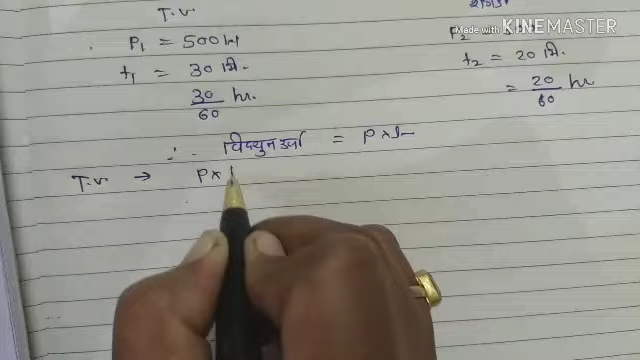 T.V
P₁ = 500W
t₁ = 30 मि.
30/60 hr.
Made with KINEMASTER
t₂ = 20 मि.
= 20/60 hr
∴ विद्युत ऊर्जा = P×t
T.V. → P×